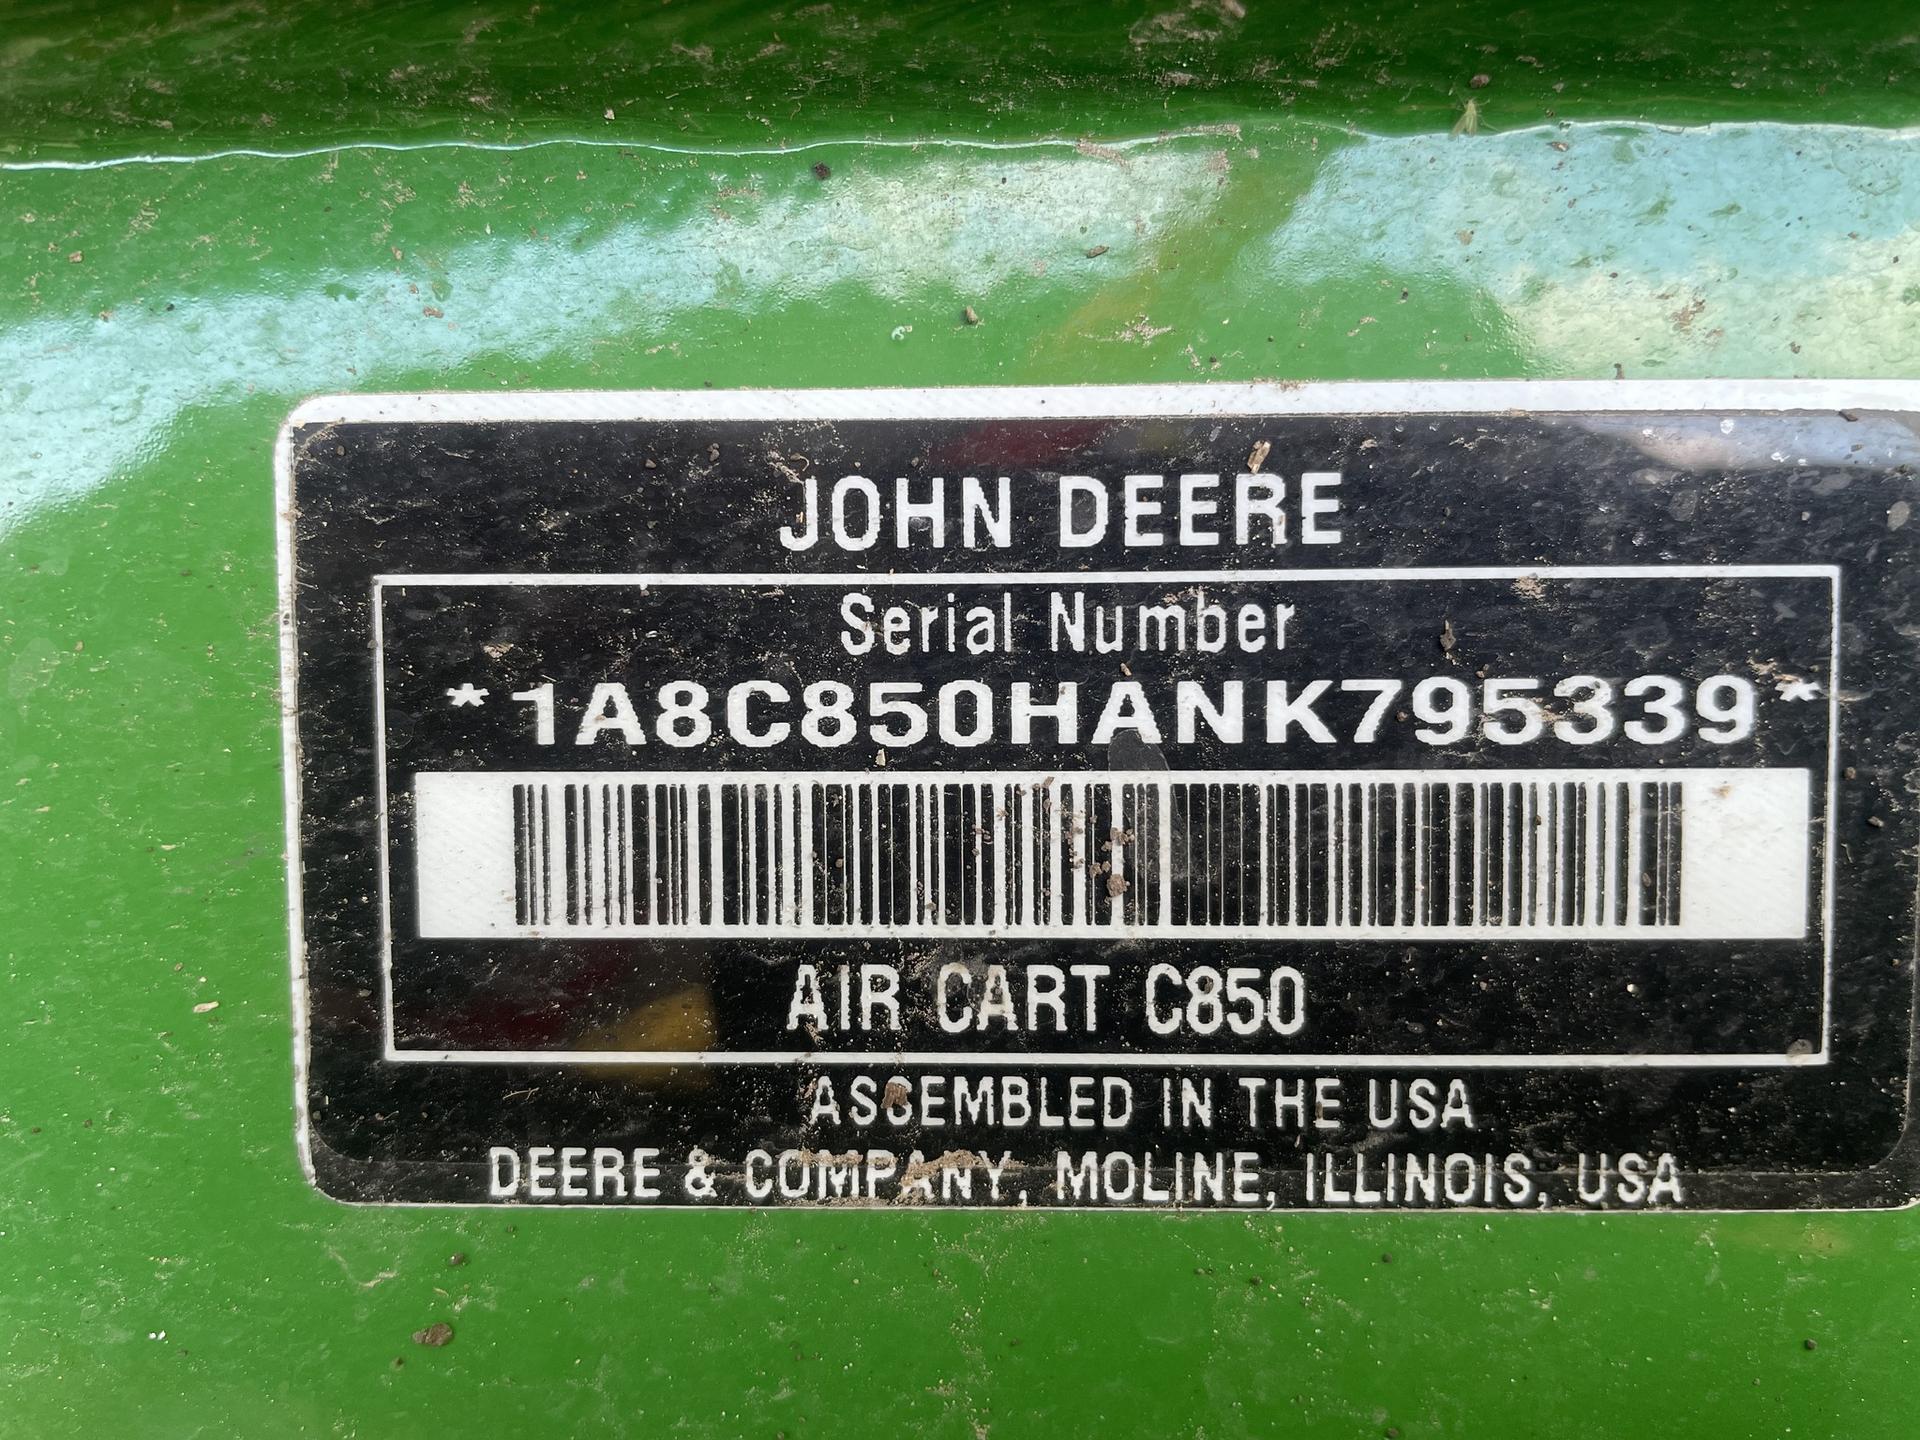 JOHN DEERE
Serial Number
*1A8C850HANK795339*
AIR CART C850
ASSEMBLED IN THE USA
DEERE & COMPANY, MOLINE, ILLINOIS, USA